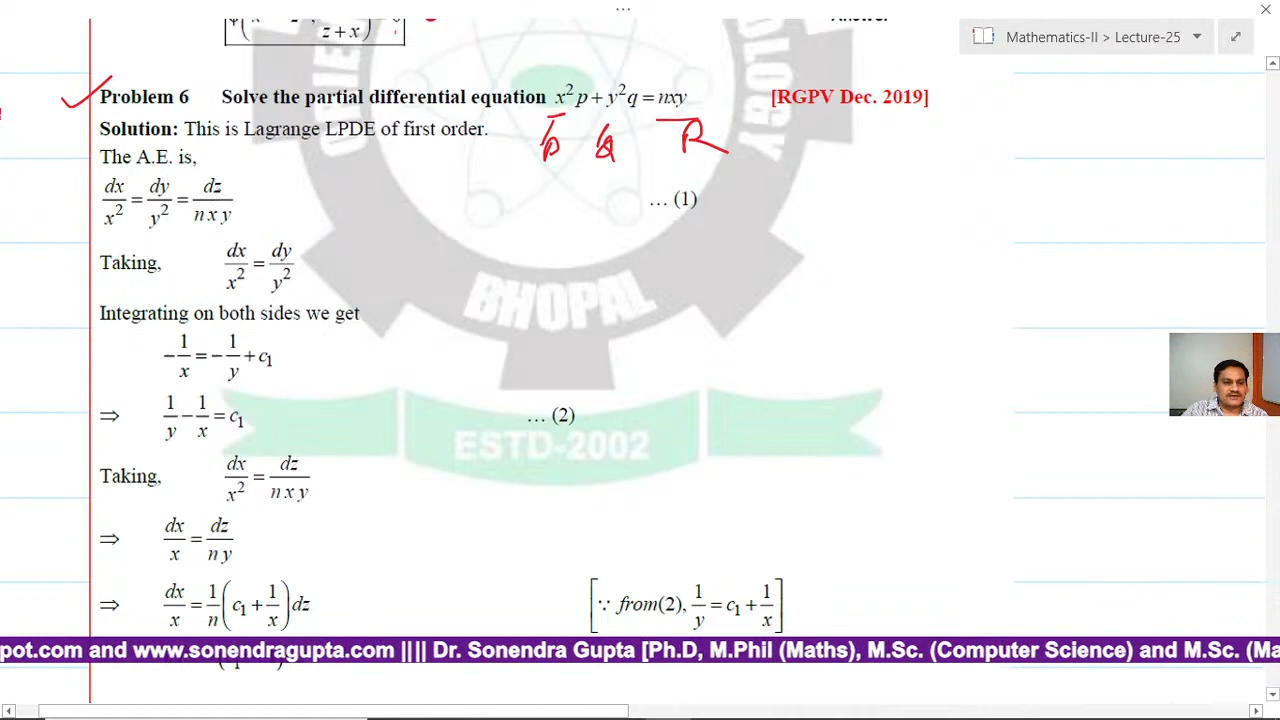 ...
Mathematics-II > Lecture-25
z + x
Problem 6 Solve the partial differential equation x²p + y²q = nxy [RGPV Dec. 2019]
P Q R
Solution: This is Lagrange LPDE of first order.
The A.E. is,
dx/x² = dy/y² = dz/n x y … (1)
Taking, dx/x² = dy/y²
Integrating on both sides we get
−1/x = −1/y + c₁
⇒ 1/y − 1/x = c₁ … (2)
Taking, dx/x² = dz/n x y
⇒ dx/x = dz/n y
⇒ dx/x = 1/n (c₁ + 1/x) dz [∵ from(2), 1/y = c₁ + 1/x]
BHOPAL
ESTD-2002
pot.com and www.sonendragupta.com |||| Dr. Sonendra Gupta [Ph.D, M.Phil (Maths), M.Sc. (Computer Science) and M.Sc. (Ma